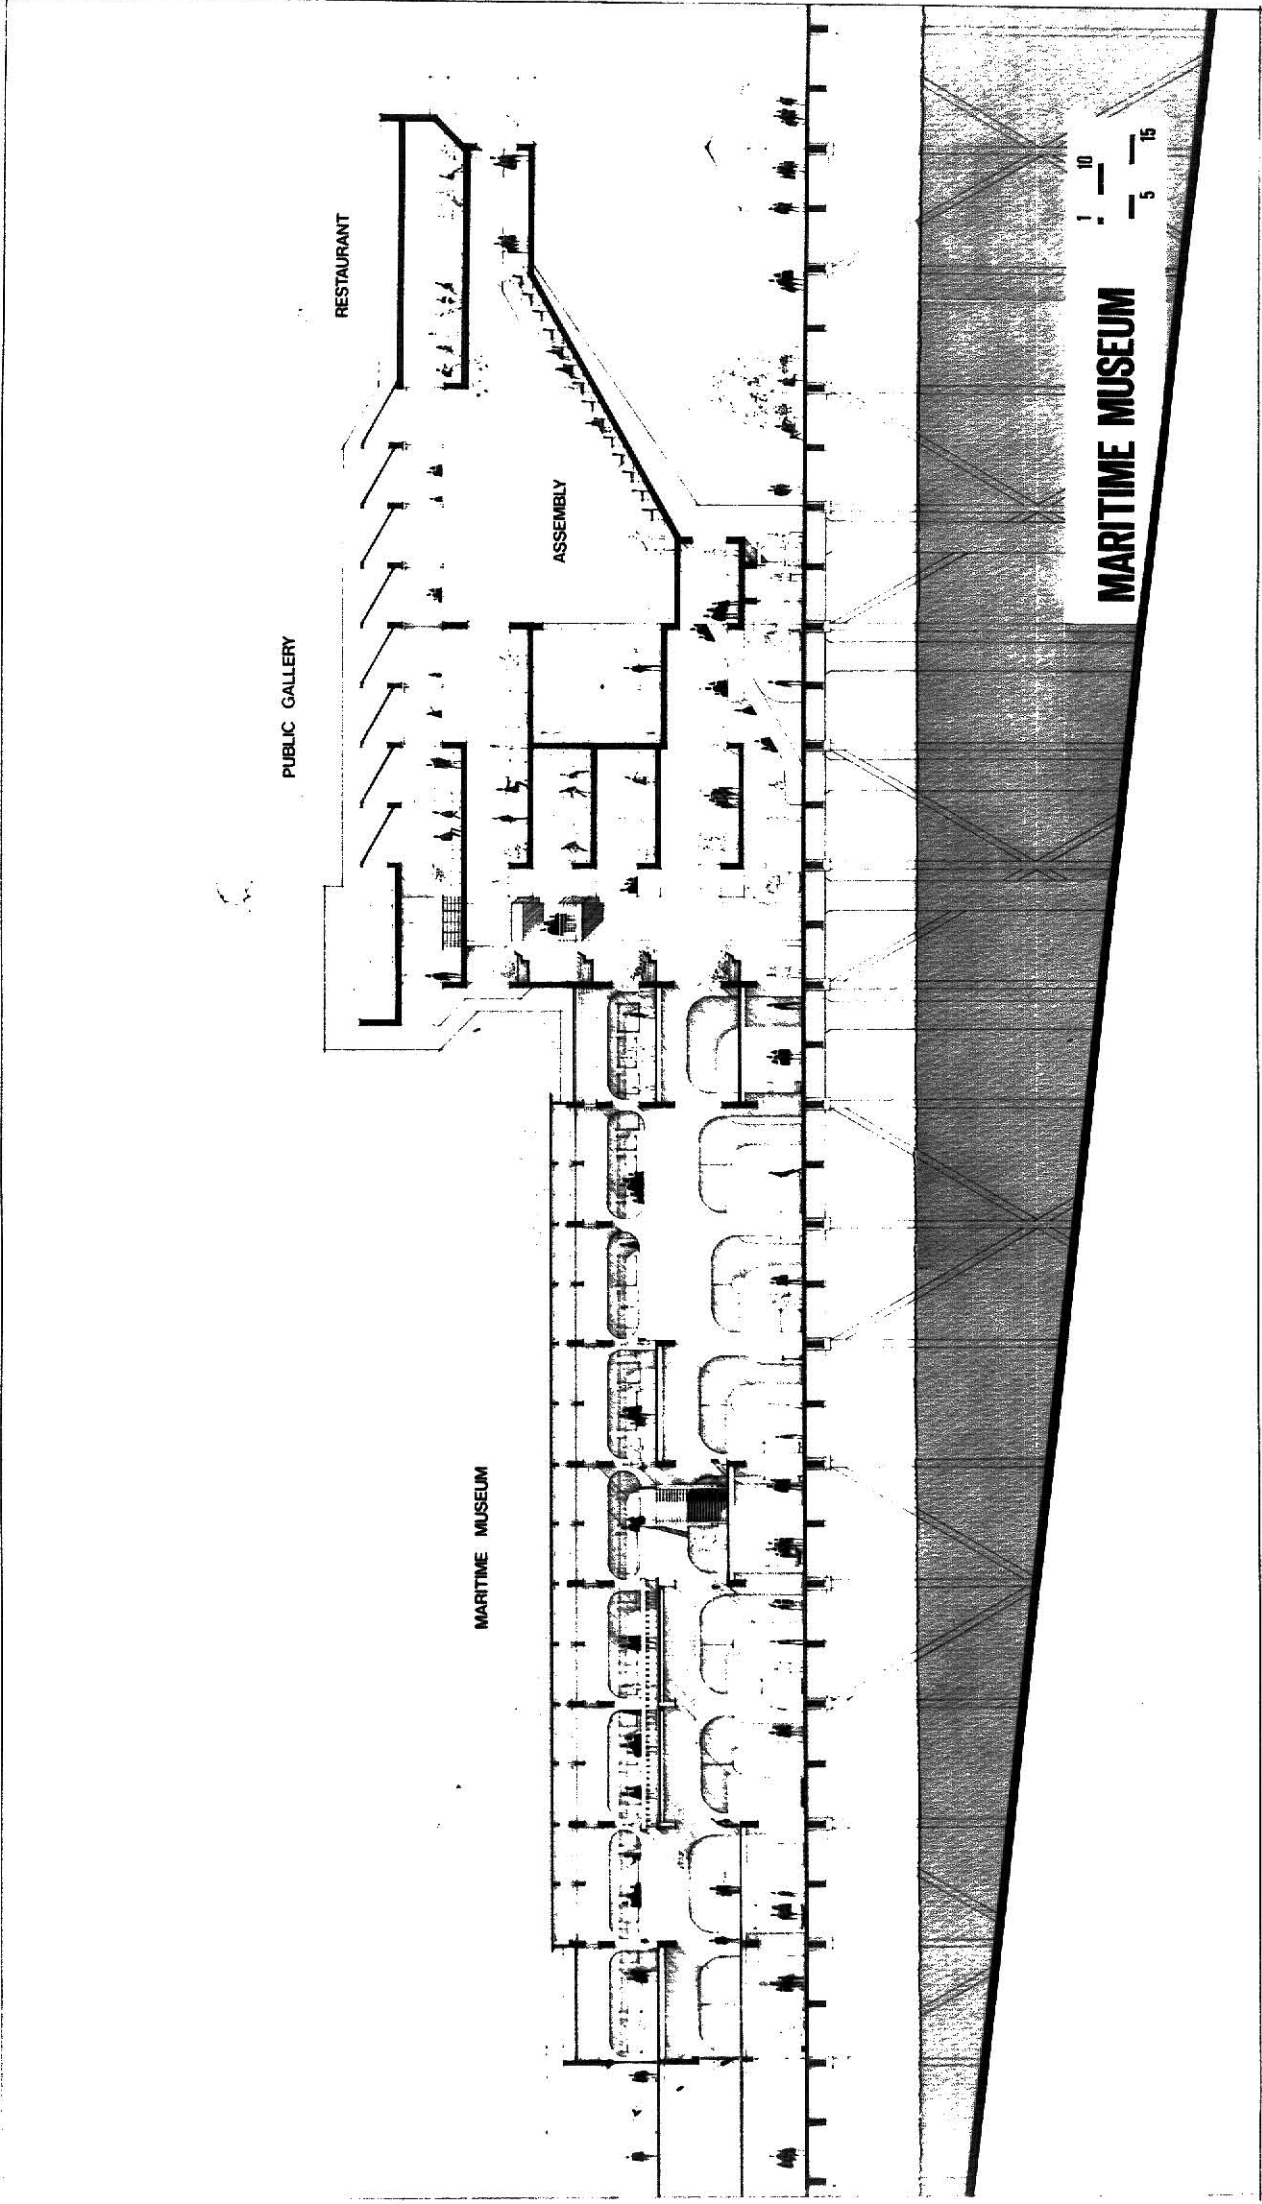 MARITIME MUSEUM
PUBLIC GALLERY
RESTAURANT
ASSEMBLY
MARITIME MUSEUM
1 10
5 15